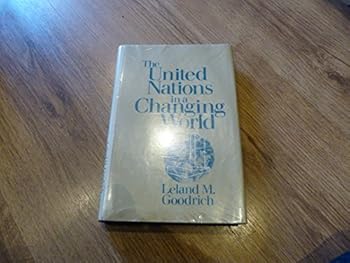 The
United
Nations
in a
Changing
World
Leland M.
Goodrich